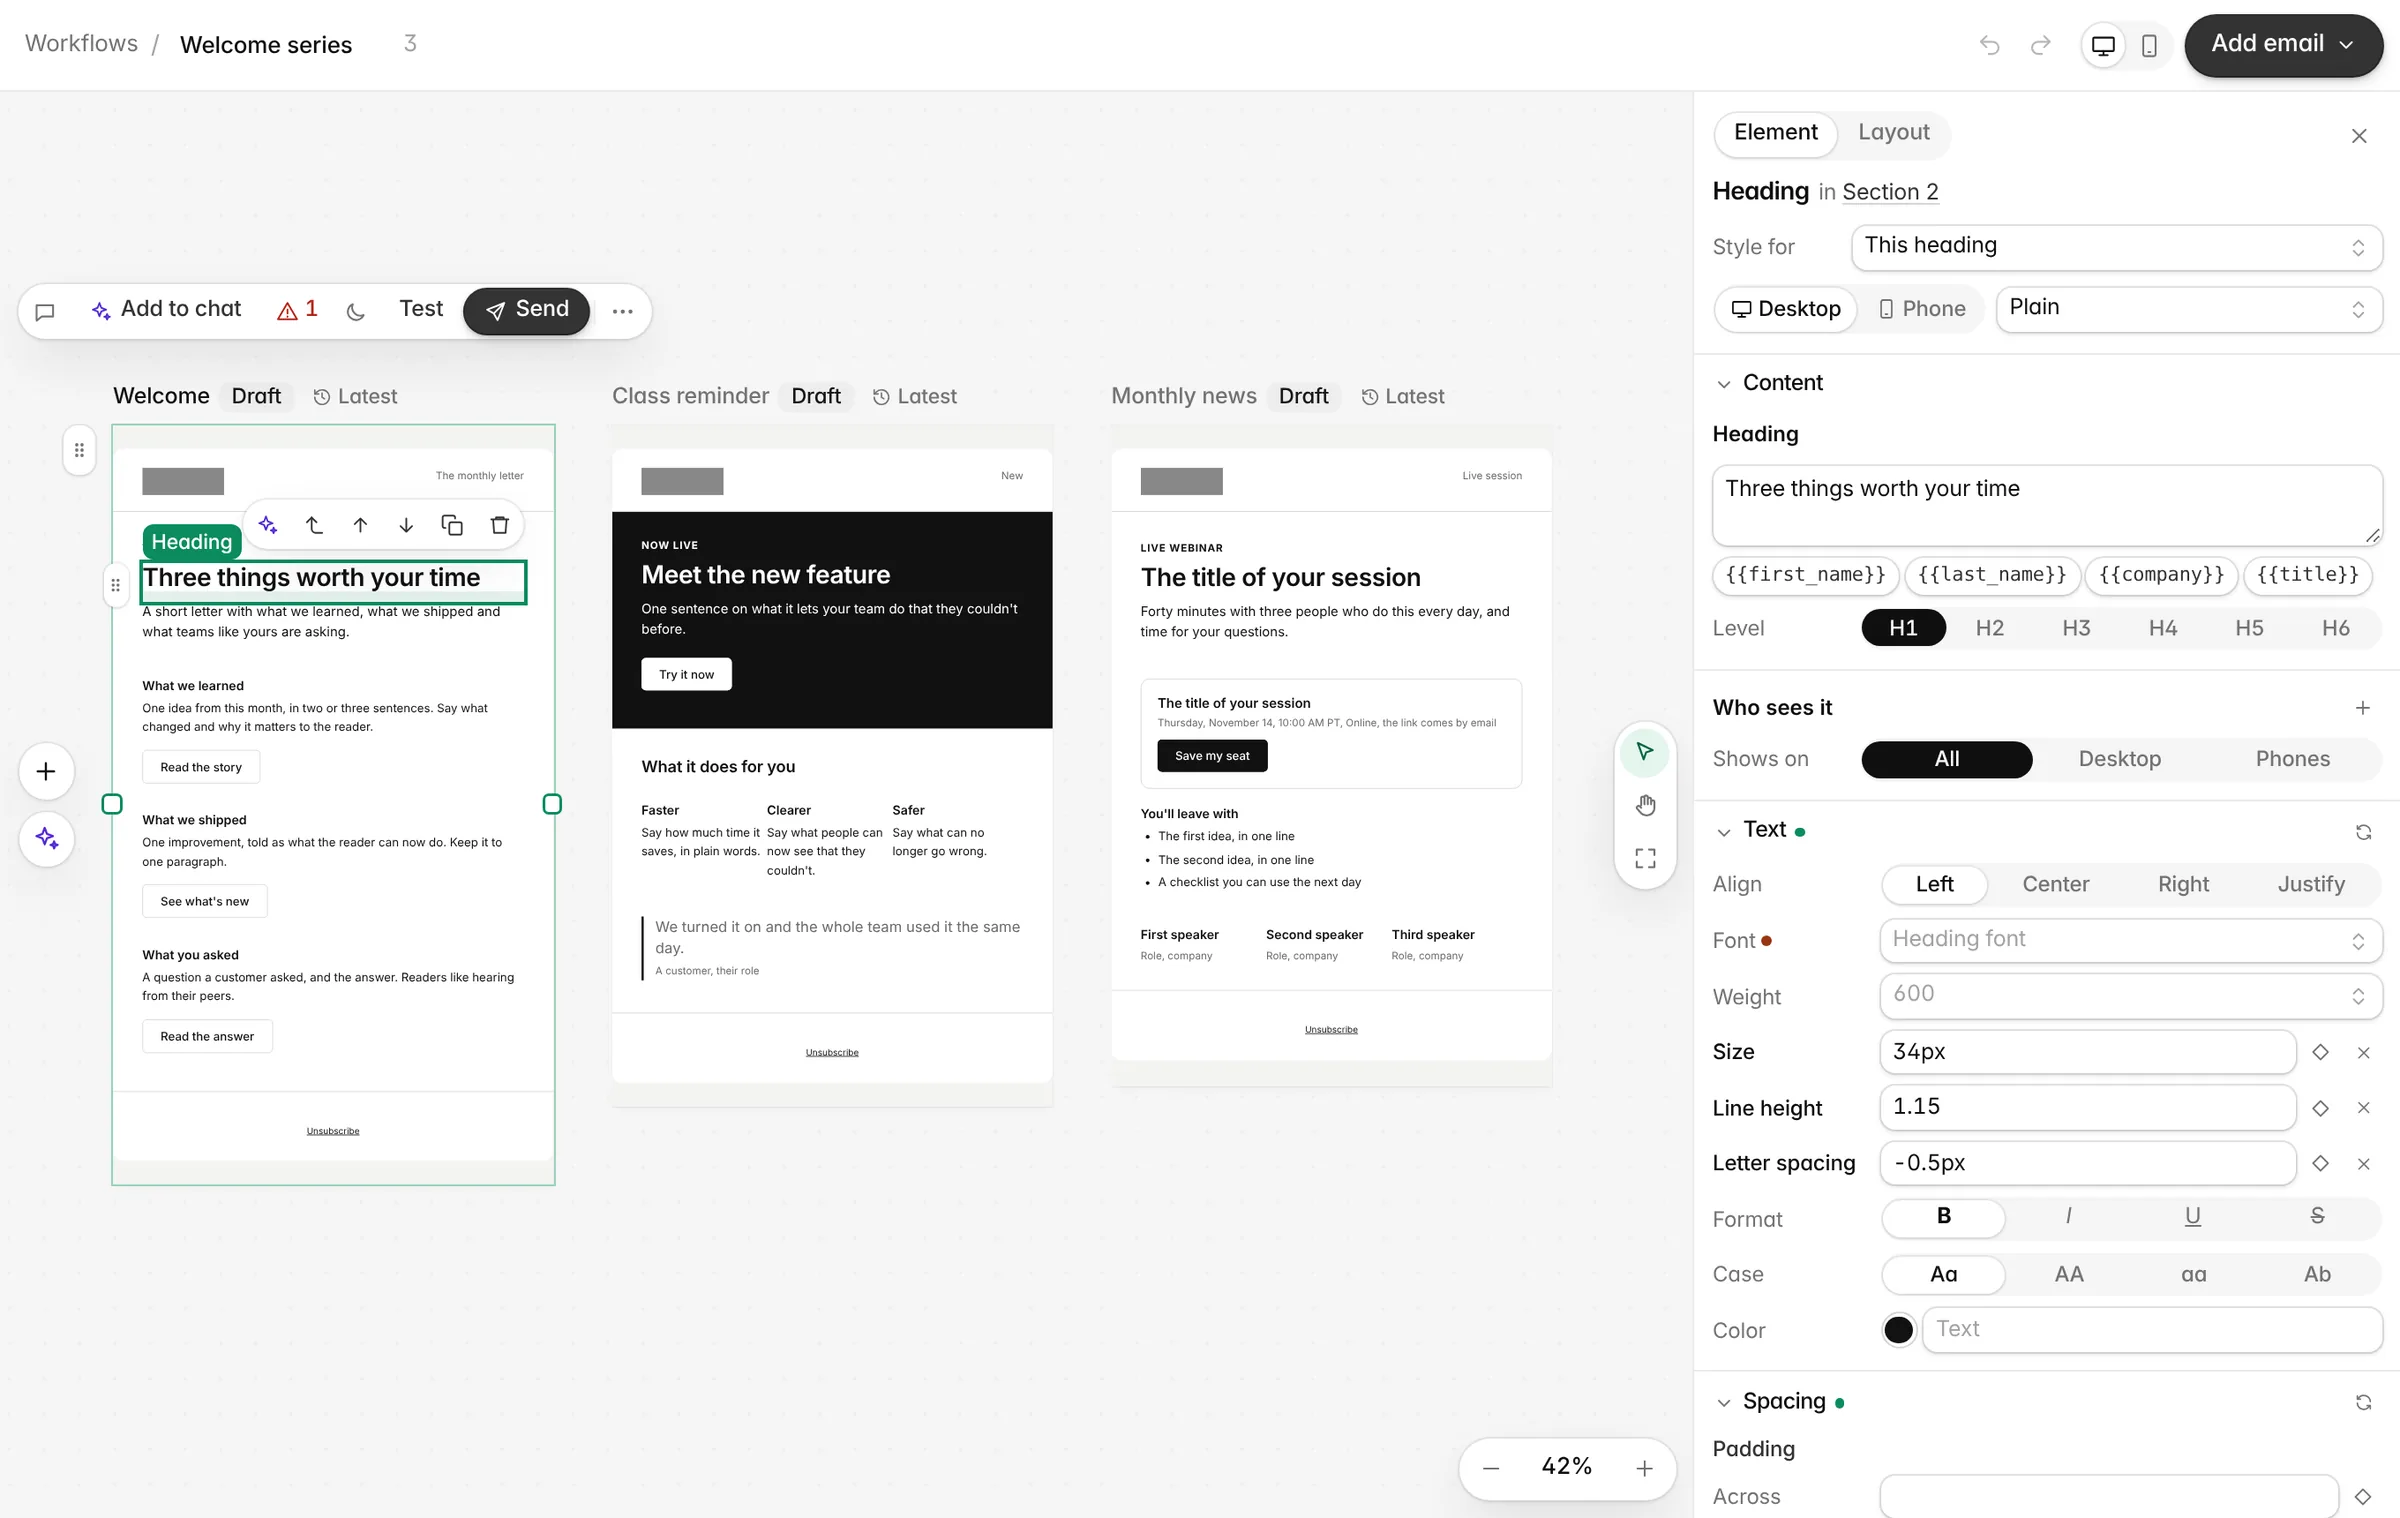 Workflows / Welcome series 3
Add email
Element Layout
Heading in Section 2
Style for This heading
Desktop Phone Plain
Content
Heading
Three things worth your time
{{first_name}} {{last_name}} {{company}} {{title}}
Level H1 H2 H3 H4 H5 H6
Who sees it
Shows on All Desktop Phones
Text
Align Left Center Right Justify
Font Heading font
Weight 600
Size 34px
Line height 1.15
Letter spacing -0.5px
Format B I U S
Case Aa AA aa Ab
Color Text
Spacing
Padding
Across
Add to chat 1 Test Send
Welcome Draft Latest
The monthly letter
Heading
Three things worth your time
A short letter with what we learned, what we shipped and
what teams like yours are asking.
What we learned
One idea from this month, in two or three sentences. Say what
changed and why it matters to the reader.
Read the story
What we shipped
One improvement, told as what the reader can now do. Keep it to
one paragraph.
See what's new
What you asked
A question a customer asked, and the answer. Readers like hearing
from their peers.
Read the answer
Unsubscribe
Class reminder Draft Latest
New
NOW LIVE
Meet the new feature
One sentence on what it lets your team do that they couldn't
before.
Try it now
What it does for you
Faster
Say how much time it
saves, in plain words.
Clearer
Say what people can
now see that they
couldn't.
Safer
Say what can no
longer go wrong.
We turned it on and the whole team used it the same
day.
A customer, their role
Unsubscribe
Monthly news Draft Latest
Live session
LIVE WEBINAR
The title of your session
Forty minutes with three people who do this every day, and
time for your questions.
The title of your session
Thursday, November 14, 10:00 AM PT, Online, the link comes by email
Save my seat
You'll leave with
• The first idea, in one line
• The second idea, in one line
• A checklist you can use the next day
First speaker
Role, company
Second speaker
Role, company
Third speaker
Role, company
Unsubscribe
42%